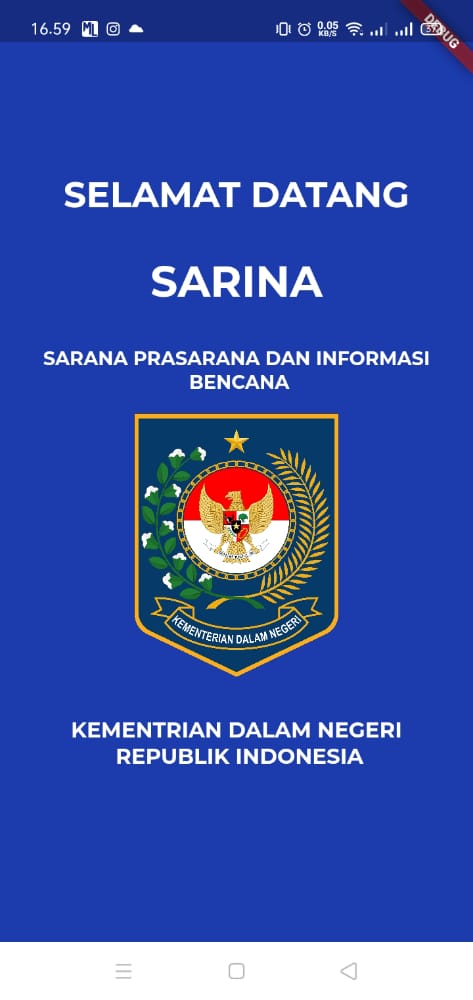 16.59
0.05
KB/S
DEBUG
SELAMAT DATANG
SARINA
SARANA PRASARANA DAN INFORMASI
BENCANA
KEMENTERIAN DALAM NEGERI
KEMENTRIAN DALAM NEGERI
REPUBLIK INDONESIA